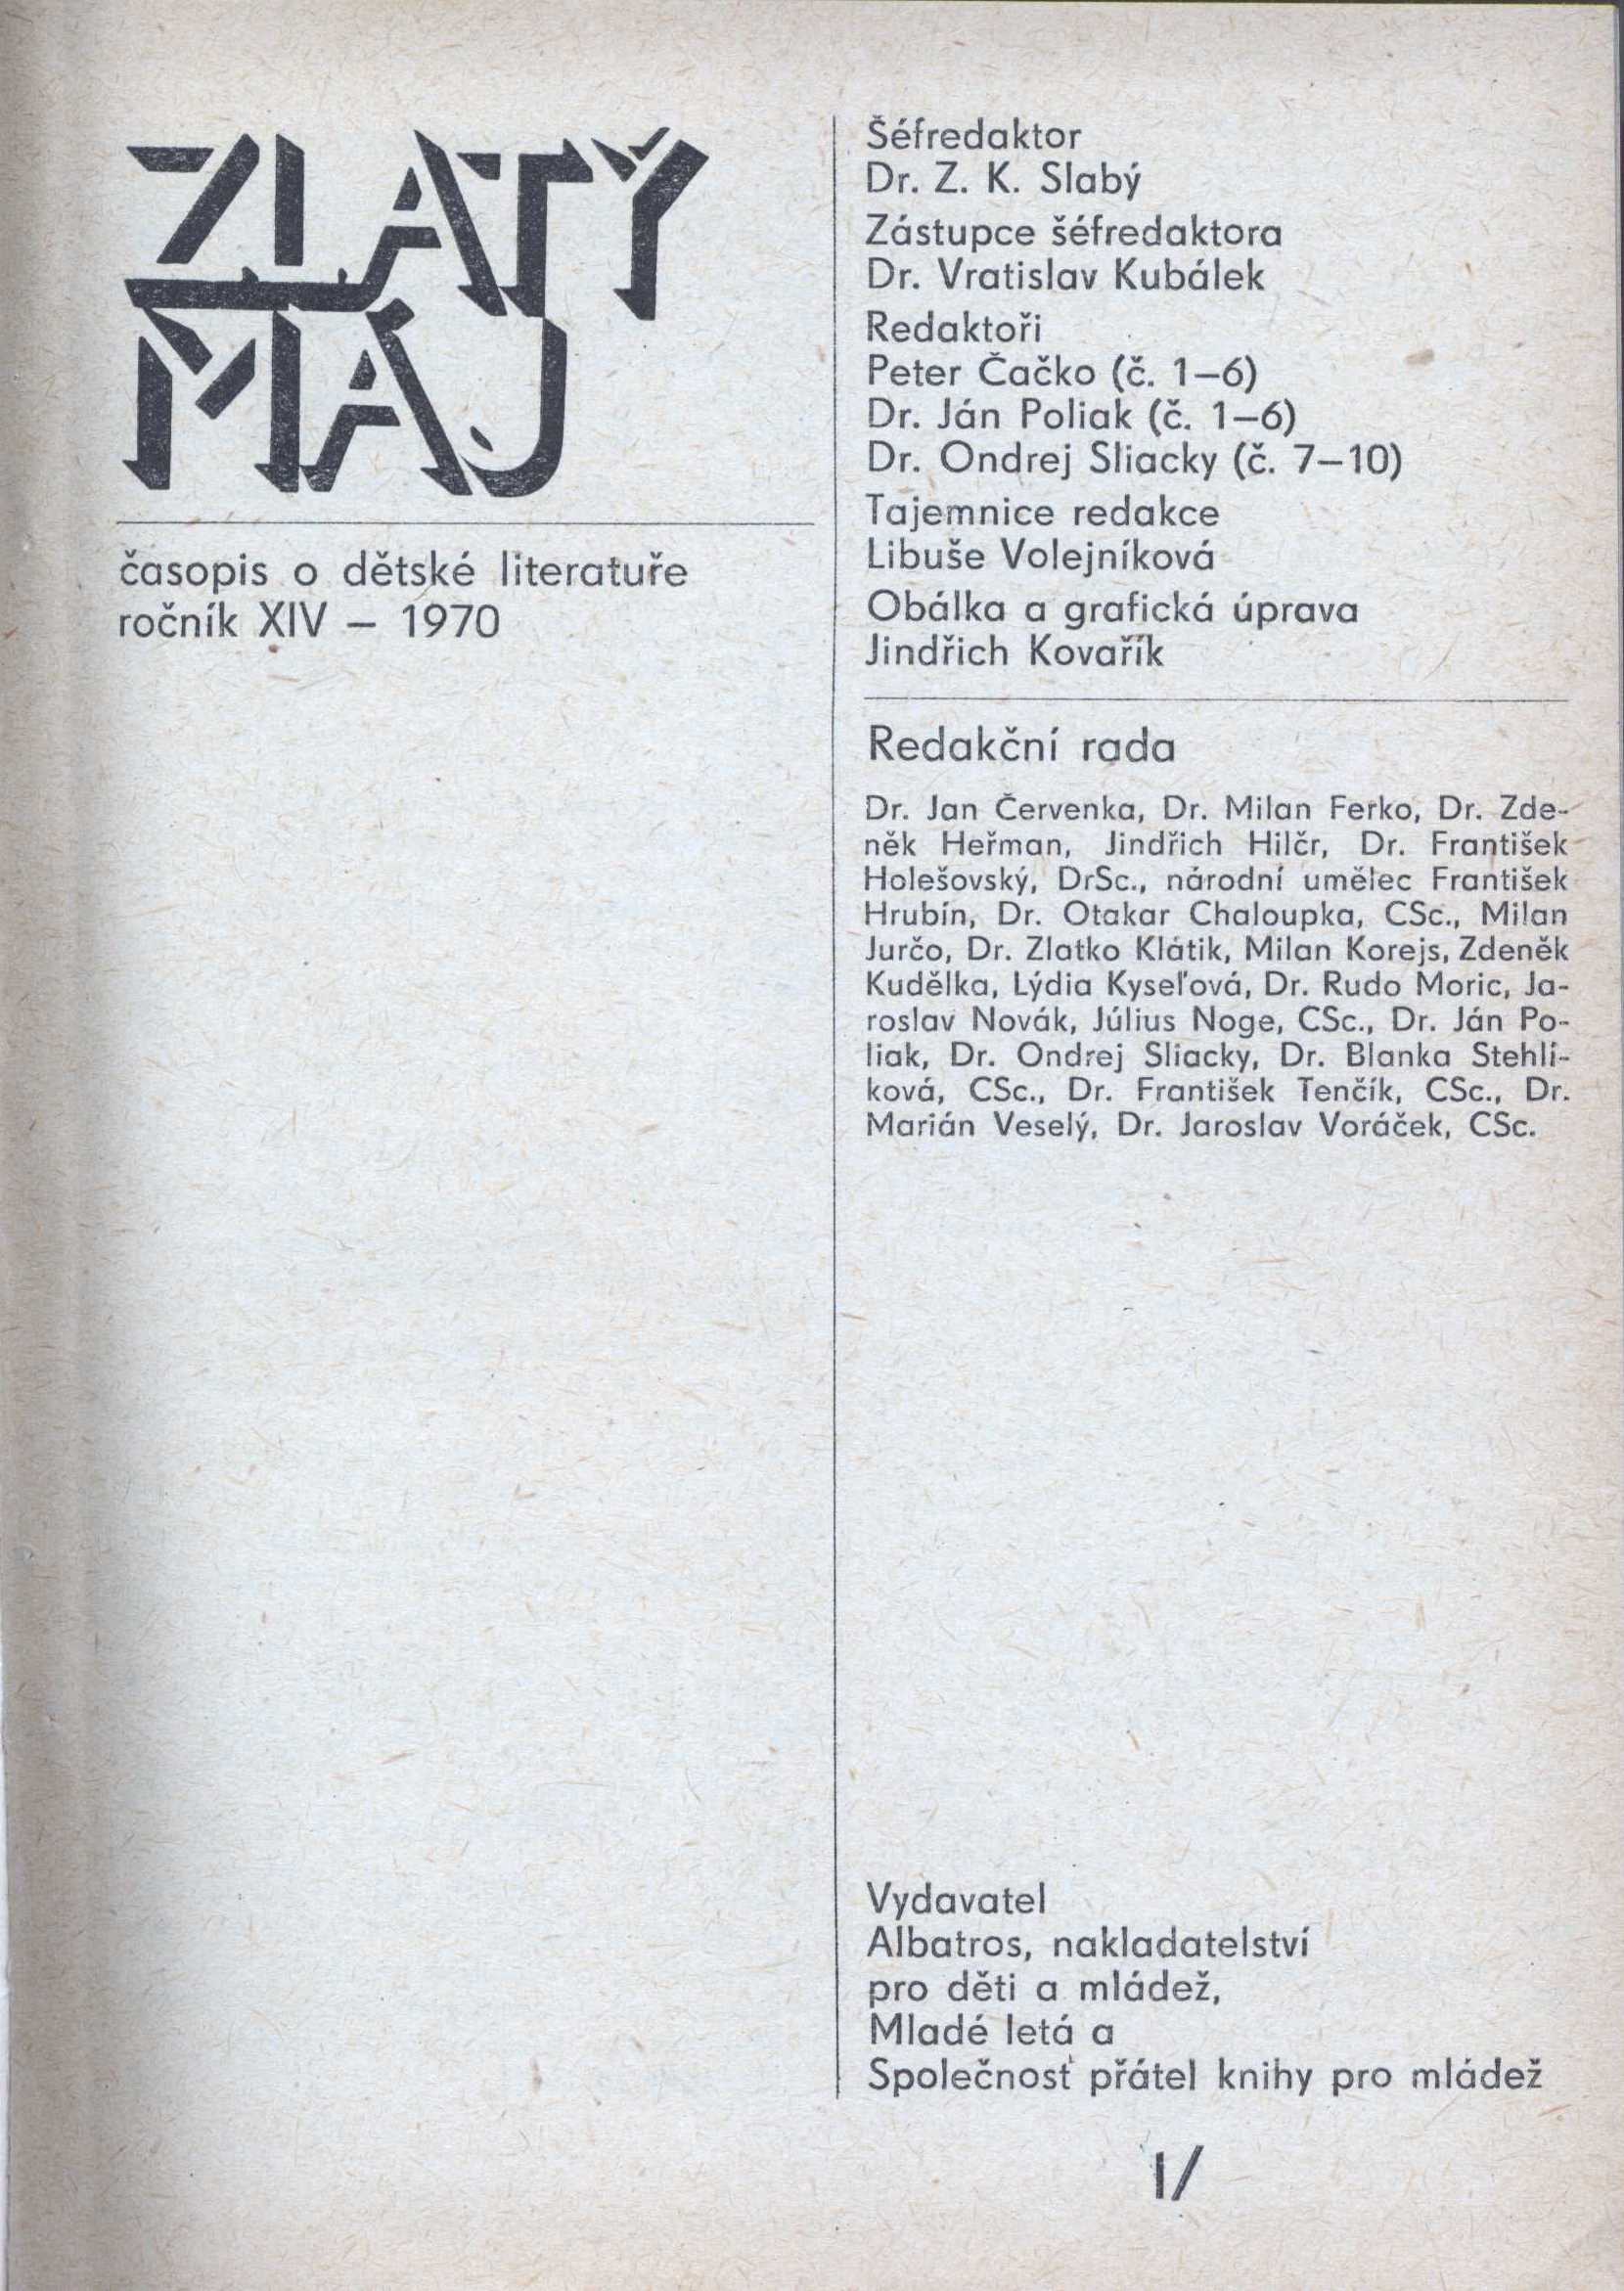 ZLATÝ
MÁJ
časopis o dětské literatuře
ročník XIV – 1970
Šéfredaktor
Dr. Z. K. Slabý
Zástupce šéfredaktora
Dr. Vratislav Kubálek
Redaktoři
Peter Čačko (č. 1–6)
Dr. Ján Poliak (č. 1–6)
Dr. Ondrej Sliacky (č. 7–10)
Tajemnice redakce
Libuše Volejníková
Obálka a grafická úprava
Jindřich Kovařík
Redakční rada
Dr. Jan Červenka, Dr. Milan Ferko, Dr. Zde-
něk Heřman, Jindřich Hilčr, Dr. František
Holešovský, DrSc., národní umělec František
Hrubín, Dr. Otakar Chaloupka, CSc., Milan
Jurčo, Dr. Zlatko Klátik, Milan Korejs, Zdeněk
Kudělka, Lýdia Kyseľová, Dr. Rudo Moric, Ja-
roslav Novák, Július Noge, CSc., Dr. Ján Po-
liak, Dr. Ondrej Sliacky, Dr. Blanka Stehlí-
ková, CSc., Dr. František Tenčík, CSc., Dr.
Marián Veselý, Dr. Jaroslav Voráček, CSc.
Vydavatel
Albatros, nakladatelství
pro děti a mládež,
Mladé letá a
Společnost přátel knihy pro mládež
I/